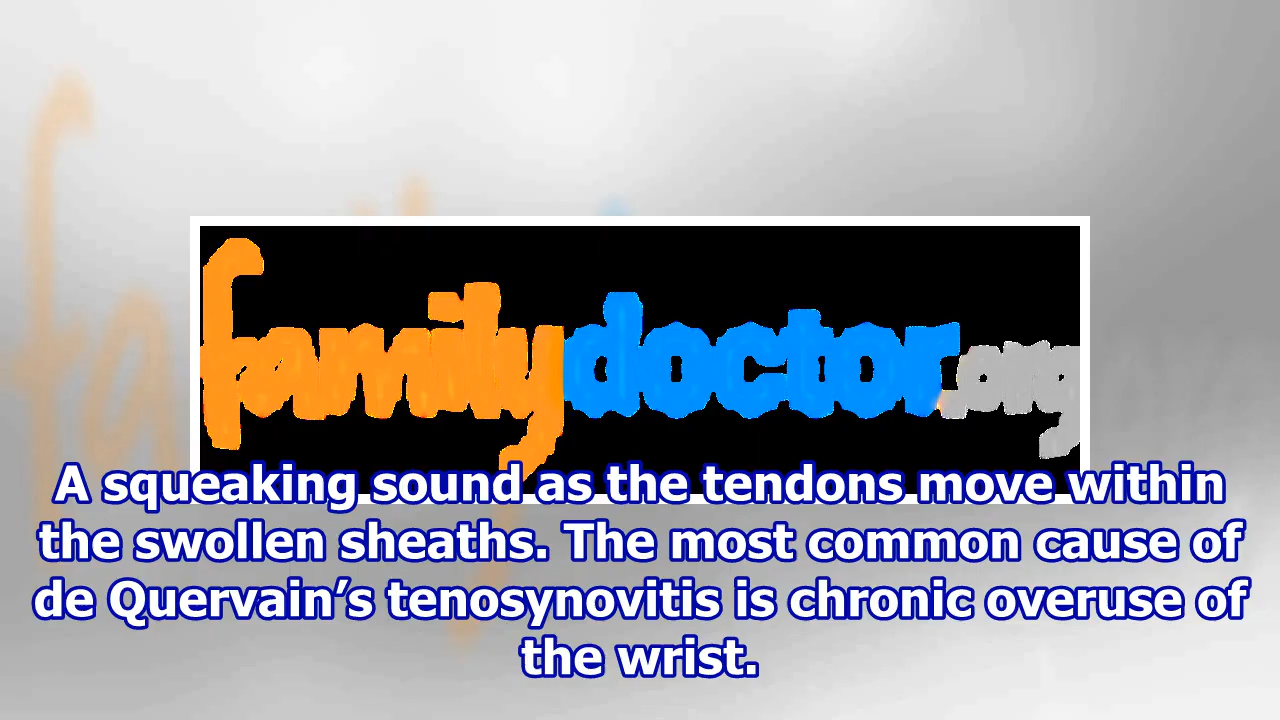 familydoctor.org
A squeaking sound as the tendons move within
the swollen sheaths. The most common cause of
de Quervain’s tenosynovitis is chronic overuse of
the wrist.